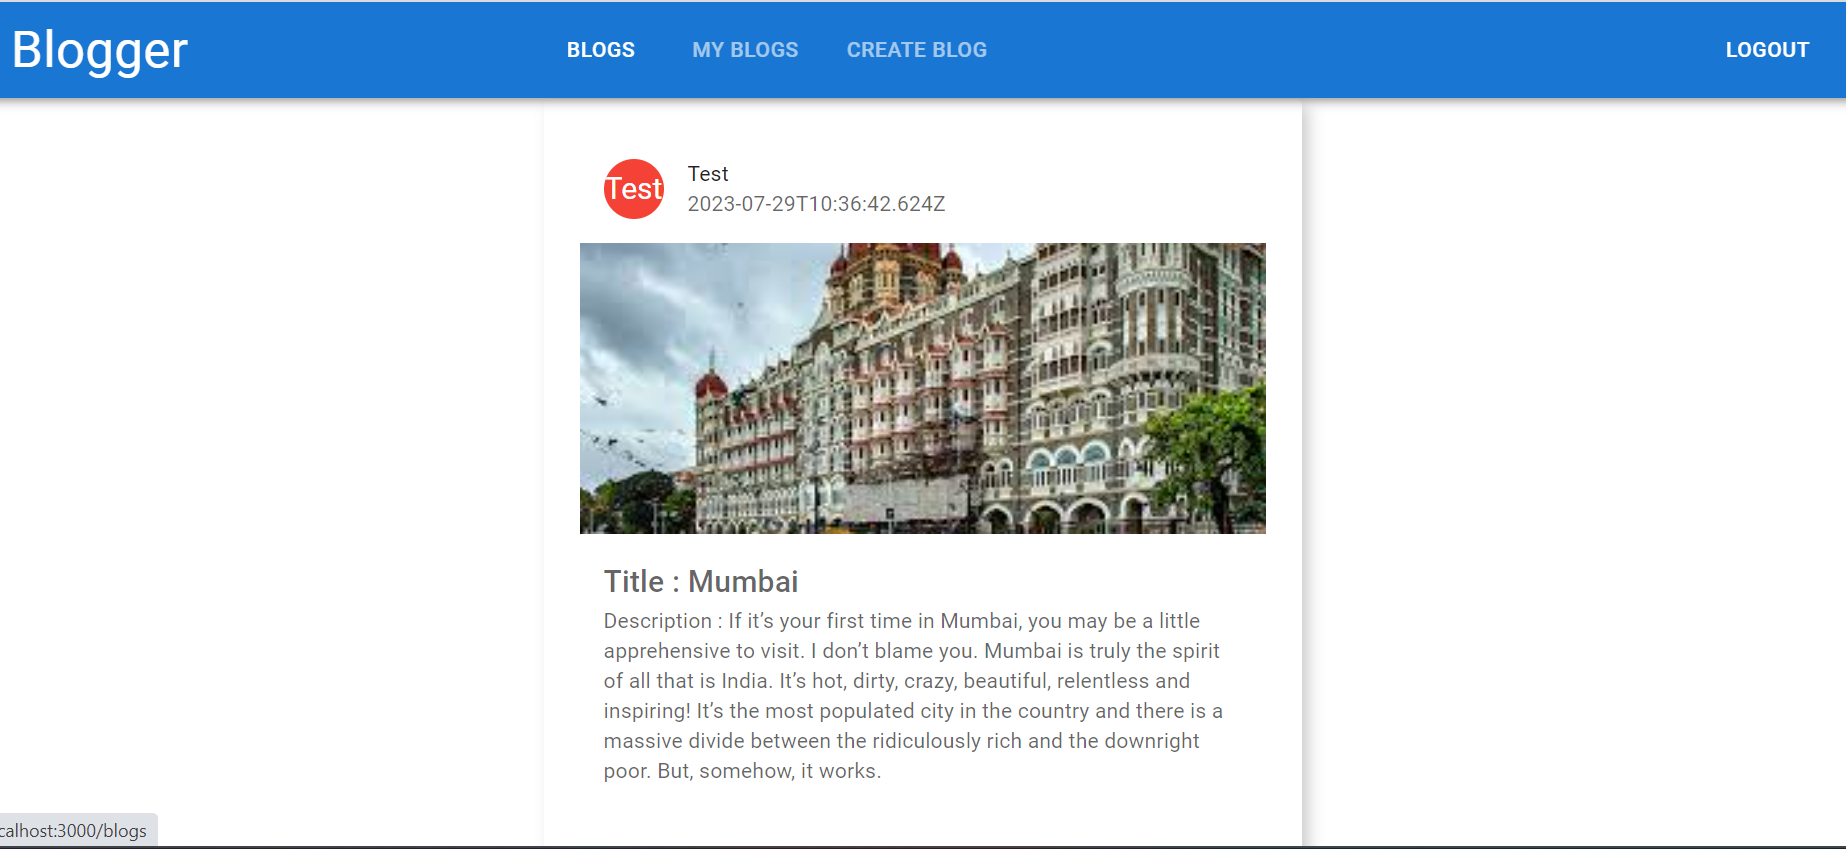 Blogger
BLOGS
MY BLOGS
CREATE BLOG
LOGOUT
Test
Test
2023-07-29T10:36:42.624Z
Title : Mumbai
Description : If it’s your first time in Mumbai, you may be a little
apprehensive to visit. I don’t blame you. Mumbai is truly the spirit
of all that is India. It’s hot, dirty, crazy, beautiful, relentless and
inspiring! It’s the most populated city in the country and there is a
massive divide between the ridiculously rich and the downright
poor. But, somehow, it works.
calhost:3000/blogs